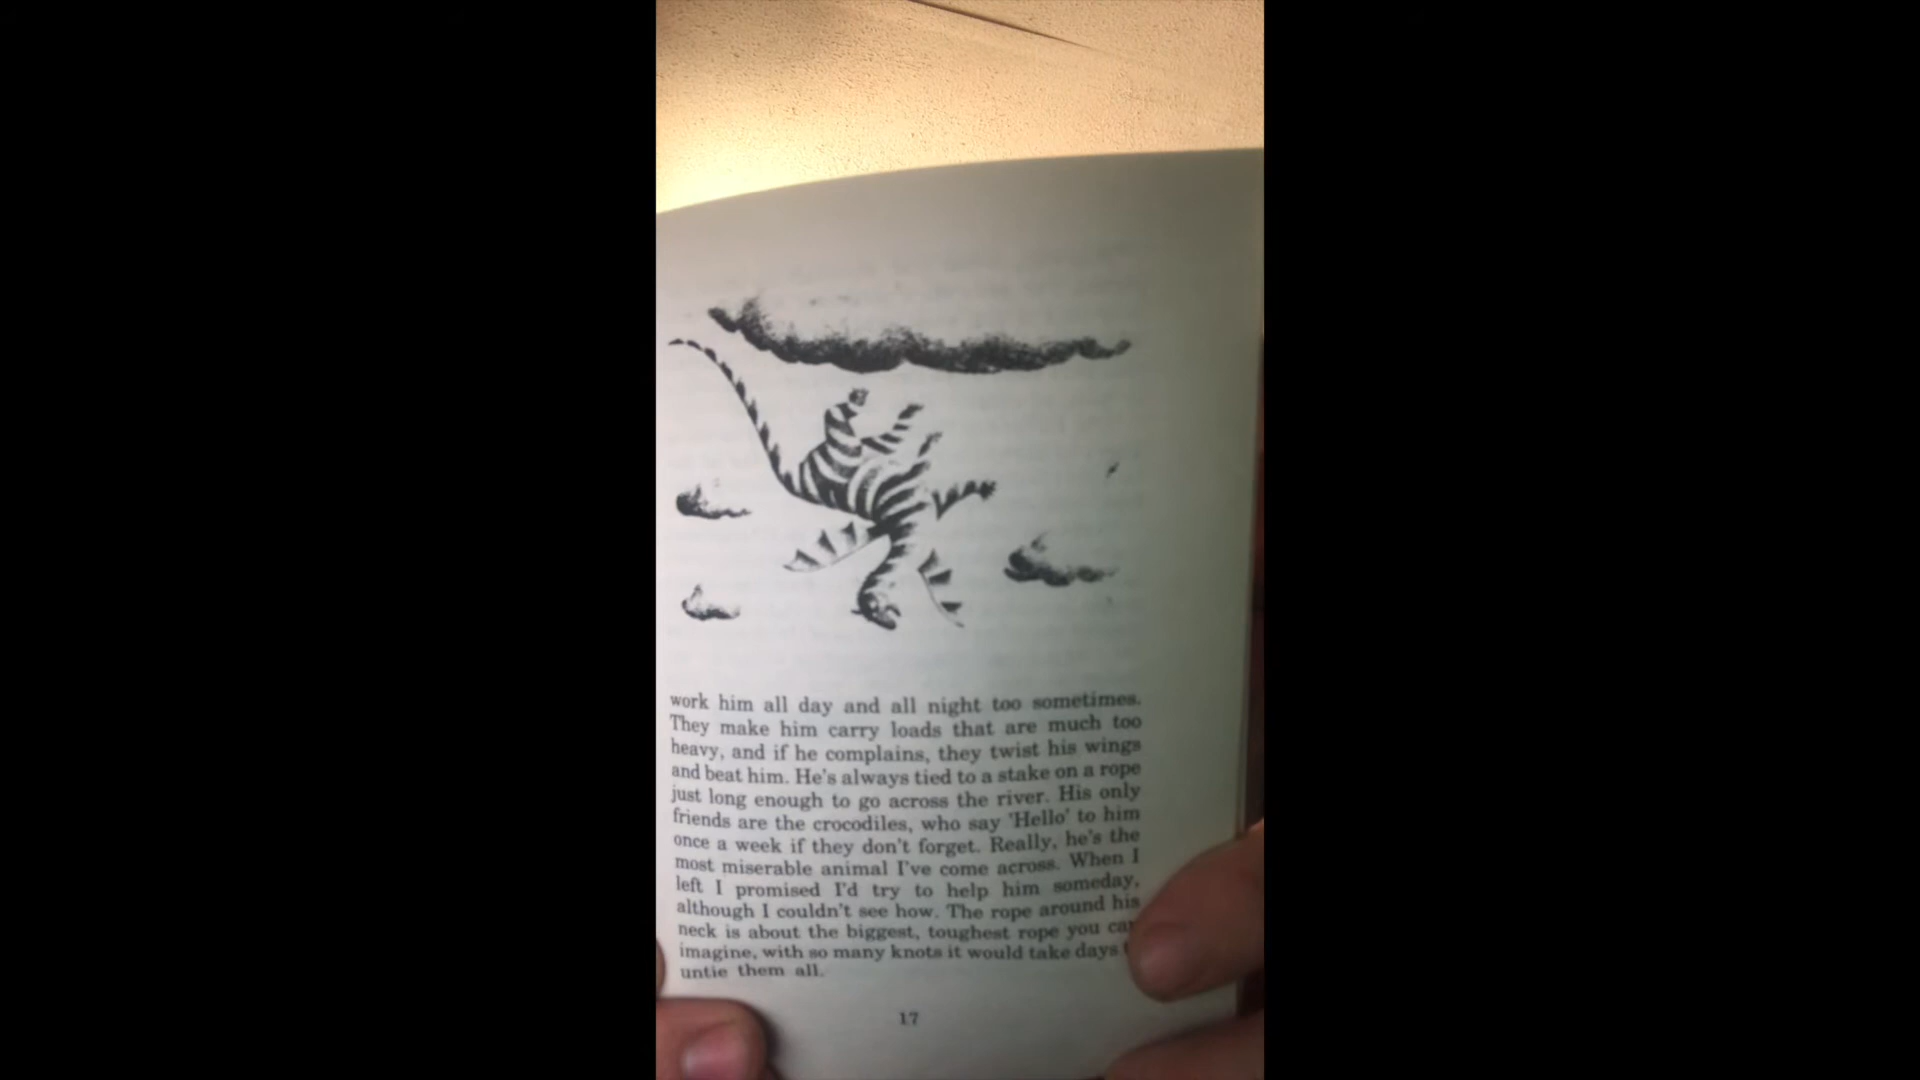 work him all day and all night too sometimes.
They make him carry loads that are much too
heavy, and if he complains, they twist his wings
and beat him. He's always tied to a stake on a rope
just long enough to go across the river. His only
friends are the crocodiles, who say 'Hello' to him
once a week if they don't forget. Really, he's the
most miserable animal I've come across. When I
left I promised I'd try to help him someday,
although I couldn't see how. The rope around his
neck is about the biggest, toughest rope you can
imagine, with so many knots it would take days
untie them all.
17